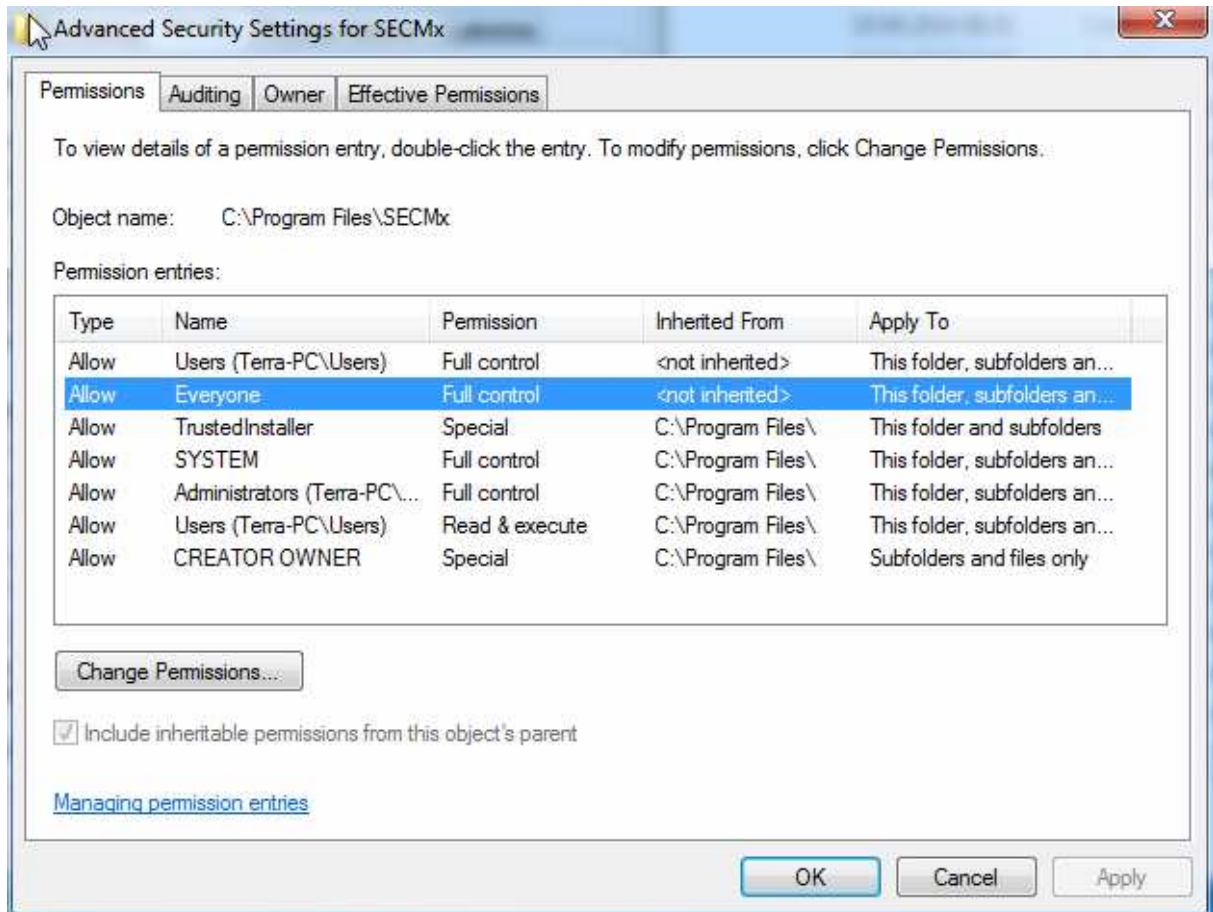 Advanced Security Settings for SECMx
Permissions Auditing Owner Effective Permissions
To view details of a permission entry, double-click the entry. To modify permissions, click Change Permissions.
Object name: C:\Program Files\SECMx
Permission entries:
Type Name Permission Inherited From Apply To
Allow Users (Terra-PC\Users) Full control <not inherited> This folder, subfolders an...
Allow Everyone Full control <not inherited> This folder, subfolders an...
Allow TrustedInstaller Special C:\Program Files\ This folder and subfolders
Allow SYSTEM Full control C:\Program Files\ This folder, subfolders an...
Allow Administrators (Terra-PC\... Full control C:\Program Files\ This folder, subfolders an...
Allow Users (Terra-PC\Users) Read & execute C:\Program Files\ This folder, subfolders an...
Allow CREATOR OWNER Special C:\Program Files\ Subfolders and files only
Change Permissions...
Include inheritable permissions from this object's parent
Managing permission entries
OK Cancel Apply